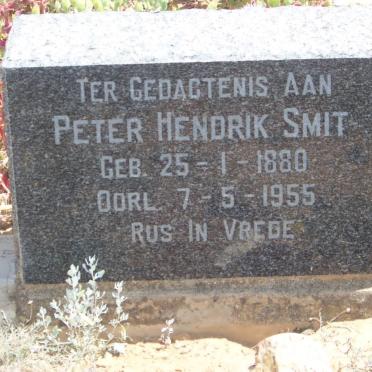 TER GEDAGTENIS AAN
PETER HENDRIK SMIT
GEB. 25-1-1880
OORL. 7-5-1955
RUS IN VREDE